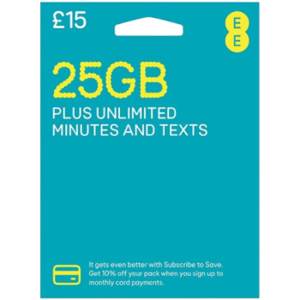 £15
EE
25GB
PLUS UNLIMITED
MINUTES AND TEXTS
It gets even better with Subscribe to Save.
Get 10% off your pack when you sign up to
monthly card payments.